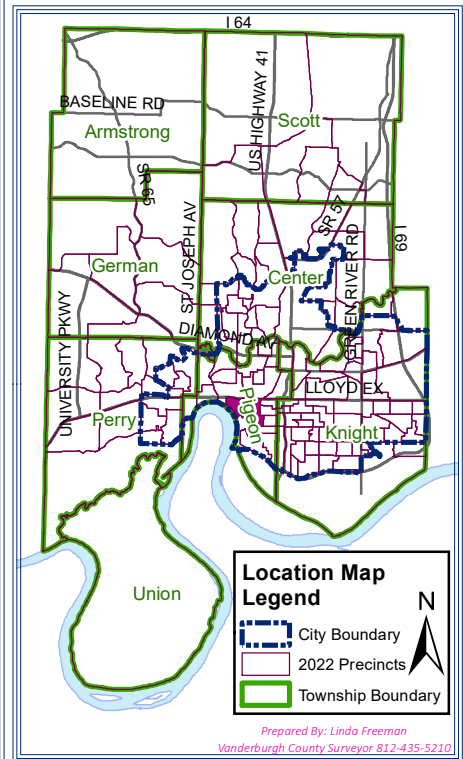 I 64
US HIGHWAY 41
BASELINE RD
Armstrong
Scott
SR 65
ST JOSEPH AV
SR 57
GREEN RIVER RD
I 69
German
Center
UNIVERSITY PKWY
DIAMOND AV
LLOYD EX
Perry
Pigeon
Knight
Union
Location Map
Legend
N
City Boundary
2022 Precincts
Township Boundary
Prepared By: Linda Freeman
Vanderburgh County Surveyor 812-435-5210